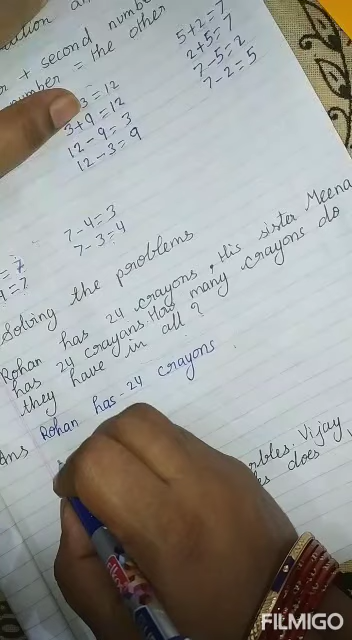 r + second numbe
number = the other
5+2=7
2+5=7
7-5=2
7-2=5
3=12
3+9=12
12-9=3
12-3=9
7-4=3
7-3=4
Solving the problems
Rohan has 24 crayons, His sister Meena
has 24 crayans. How many crayons do
they have in all?
Ans Rohan has-24 crayons
rbles. Vijay
es does
FILMIGO